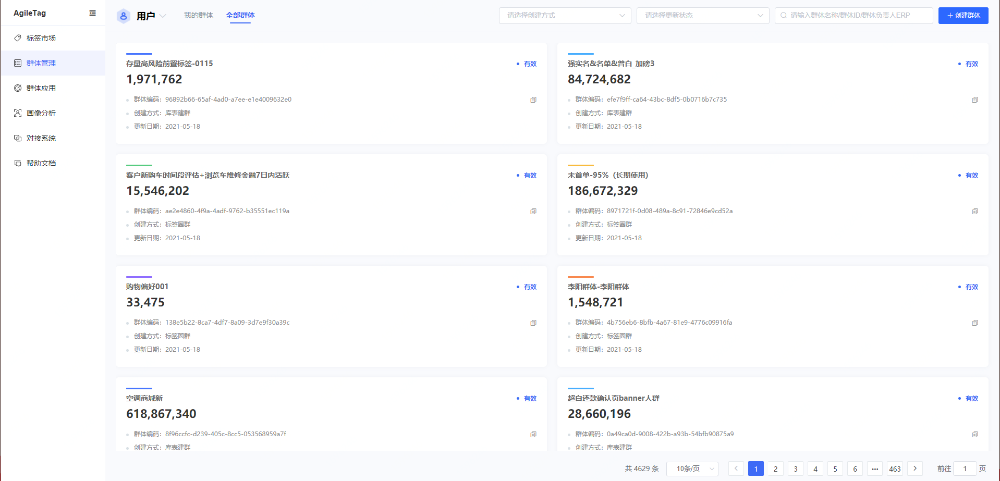 AgileTag
标签市场
群体管理
群体应用
画像分析
对接系统
帮助文档
用户
我的群体
全部群体
请选择创建方式
请选择更新状态
请输入群体名称/群体ID/群体负责人ERP
创建群体
存量高风险前置标签-0115
有效
1,971,762
群体编码：96892b66-65af-4ad0-a7ee-e1e4009632e0
创建方式：库表建群
更新日期：2021-05-18
强实名&名单&普白_加磅3
有效
84,724,682
群体编码：efe7f9ff-ca64-43bc-8df5-0b0716b7c735
创建方式：库表建群
更新日期：2021-05-18
客户新购车时间段评估+浏览车维修金融7日内活跃
有效
15,546,202
群体编码：ae2e4860-4f9a-4adf-9762-b35551ec119a
创建方式：标签圈群
更新日期：2021-05-18
未首单-95%（长期使用）
有效
186,672,329
群体编码：8971721f-0d08-489a-8c91-72846e9cd52a
创建方式：标签圈群
更新日期：2021-05-18
购物偏好001
有效
33,475
群体编码：138e5b22-8ca7-4df7-8a09-3d7e9f30a39c
创建方式：标签圈群
更新日期：2021-05-18
李阳群体-李阳群体
有效
1,548,721
群体编码：4b756eb6-8bfb-4a67-81e9-4776c09916fa
创建方式：标签圈群
更新日期：2021-05-18
空调商城新
有效
618,867,340
群体编码：8f96ccfc-d239-405c-8cc5-053568959a7f
创建方式：库表建群
超白还款确认页banner人群
有效
28,660,196
群体编码：0a49ca0d-9008-422b-a93b-54bfb90875a9
创建方式：库表建群
共 4629 条 10条/页 < 1 2 3 4 5 6 ••• 463 > 前往 1 页